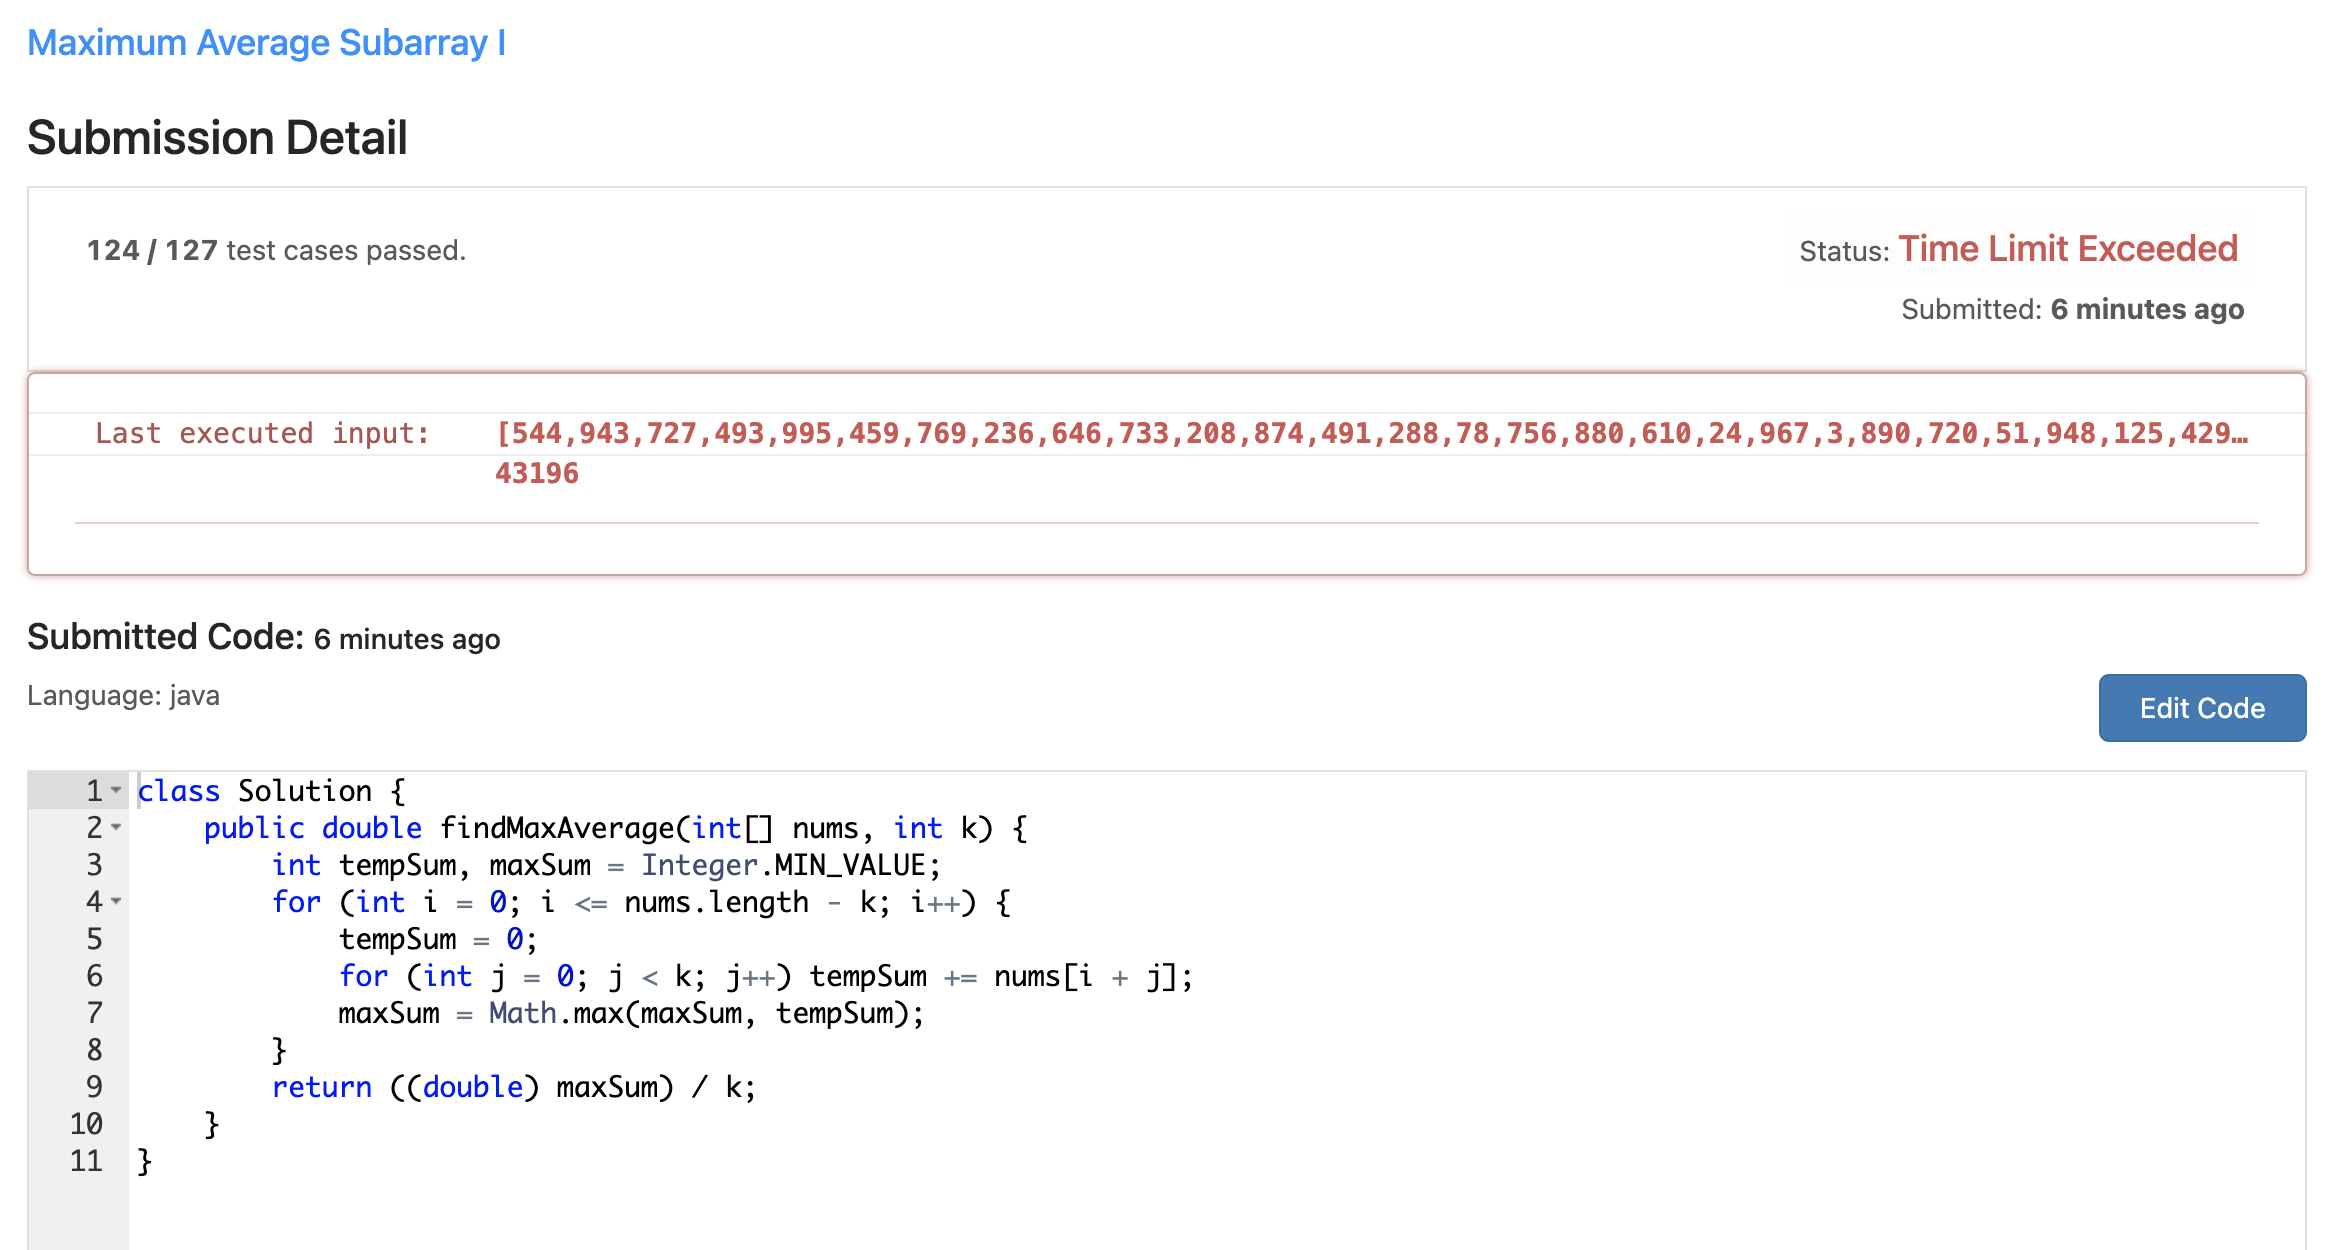 Maximum Average Subarray I
Submission Detail
124 / 127 test cases passed.
Status: Time Limit Exceeded
Submitted: 6 minutes ago
Last executed input: [544,943,727,493,995,459,769,236,646,733,208,874,491,288,78,756,880,610,24,967,3,890,720,51,948,125,429…
43196
Submitted Code: 6 minutes ago
Language: java
Edit Code
1 class Solution {
2     public double findMaxAverage(int[] nums, int k) {
3         int tempSum, maxSum = Integer.MIN_VALUE;
4         for (int i = 0; i <= nums.length - k; i++) {
5             tempSum = 0;
6             for (int j = 0; j < k; j++) tempSum += nums[i + j];
7             maxSum = Math.max(maxSum, tempSum);
8         }
9         return ((double) maxSum) / k;
10     }
11 }